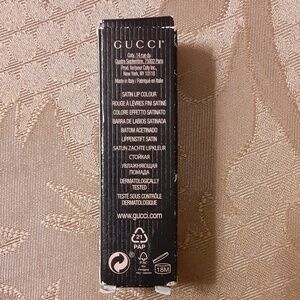 GUCCI
Coty, 14 rue du
Quatre Septembre, 75002 Paris
Prod. for/pour Coty Inc.,
New York, NY 10118
Made in Italy / Fabriqué en Italie
SATIN LIP COLOUR
ROUGE À LÈVRES FINI SATINÉ
COLORE EFFETTO SATINATO
BARRA DE LABIOS SATINADA
BATOM ACETINADO
LIPPENSTIFT SATIN
SATIJN ZACHTE LIPKLEUR
СТОЙКАЯ
УВЛАЖНЯЮЩАЯ
ПОМАДА
DERMATOLOGICALLY
TESTED
TESTÉ SOUS CONTRÔLE
DERMATOLOGIQUE
www.gucci.com
21
PAP
FSC
18M